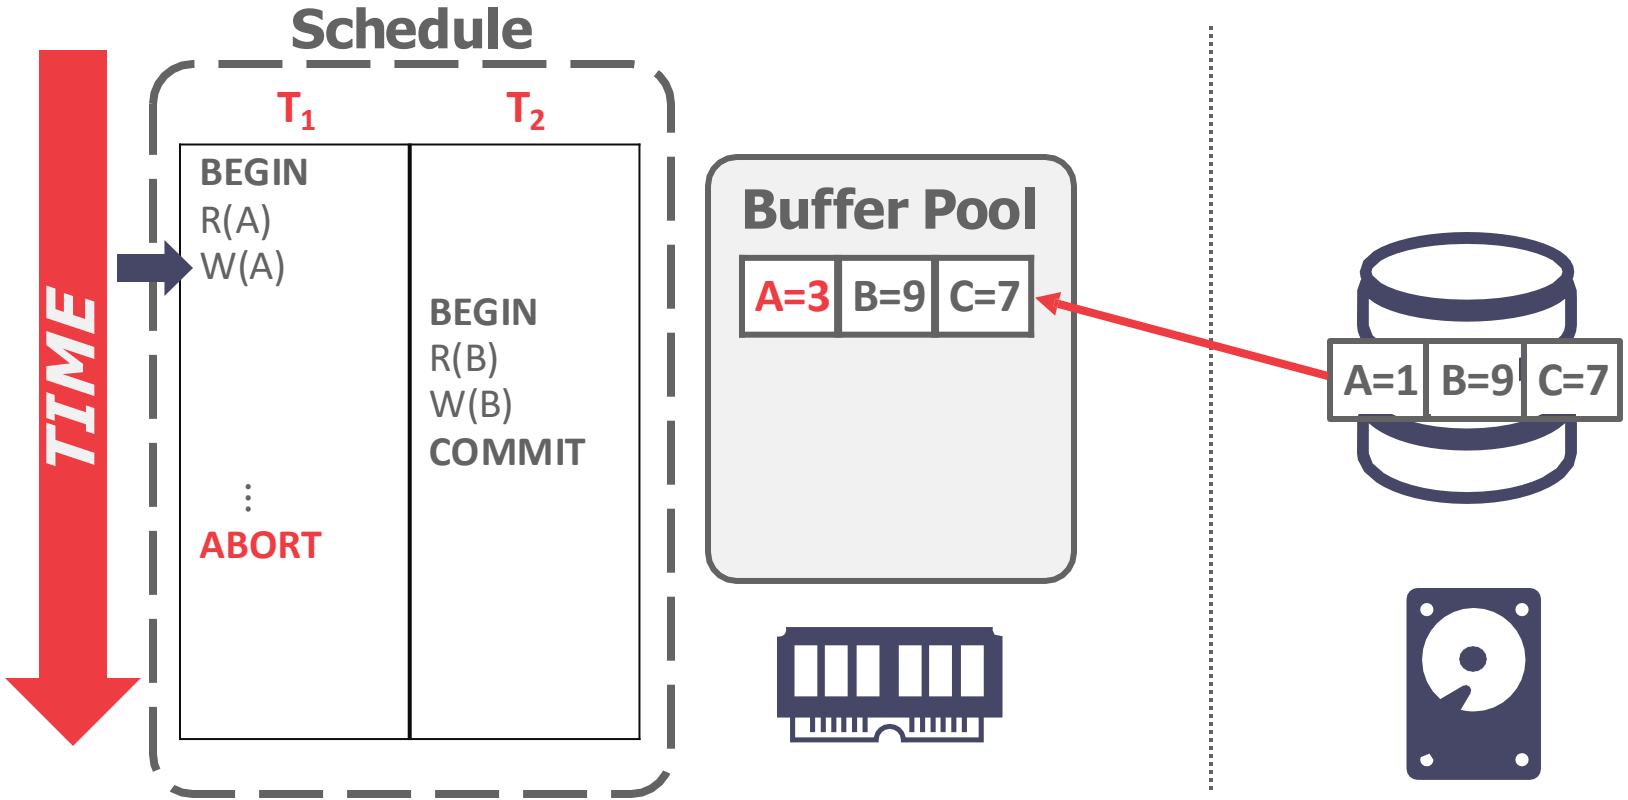 Schedule
T1 T2
BEGIN
R(A)
W(A)
BEGIN
R(B)
W(B)
COMMIT
⋮
ABORT
TIME
Buffer Pool
A=3 B=9 C=7
A=1 B=9 C=7